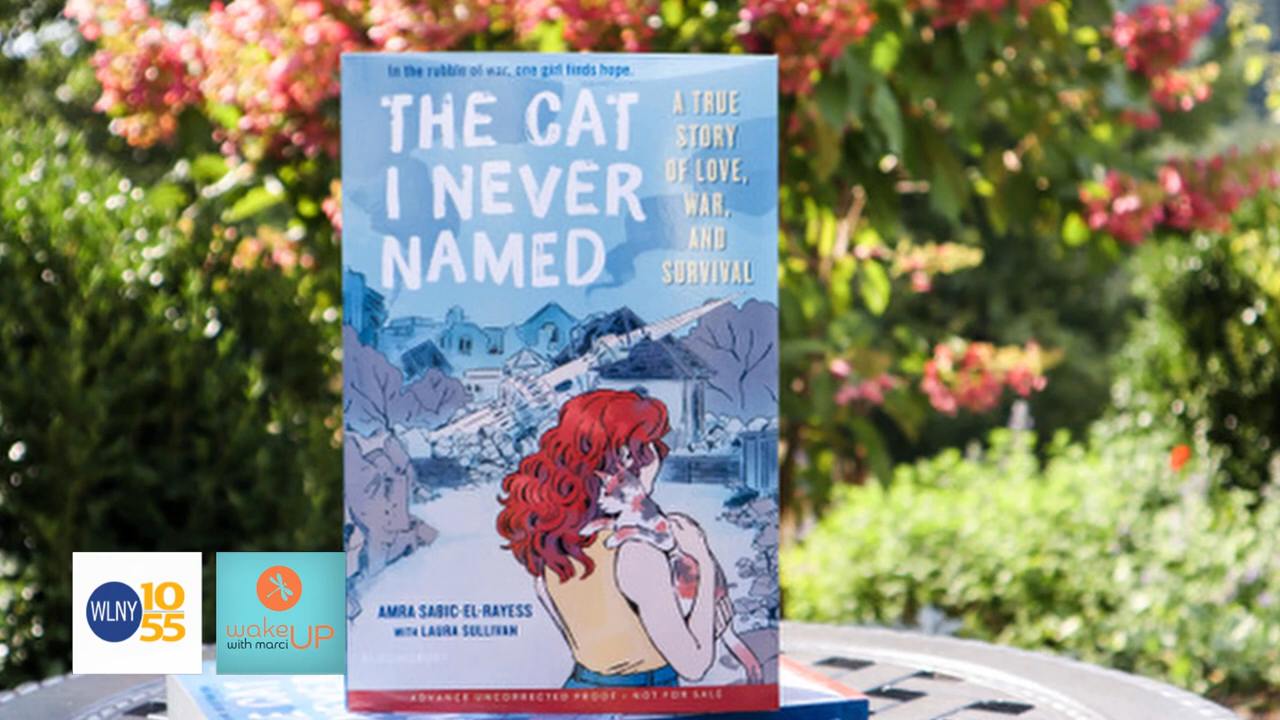 In the rubble of war, one girl finds hope.
THE CAT
I NEVER
NAMED
A TRUE
STORY
OF LOVE,
WAR,
AND
SURVIVAL
AMRA SABIC-EL-RAYESS
WITH LAURA SULLIVAN
BLOOMSBURY
ADVANCE UNCORRECTED PROOF - NOT FOR SALE
WLNY 10
55
wake UP
with marci